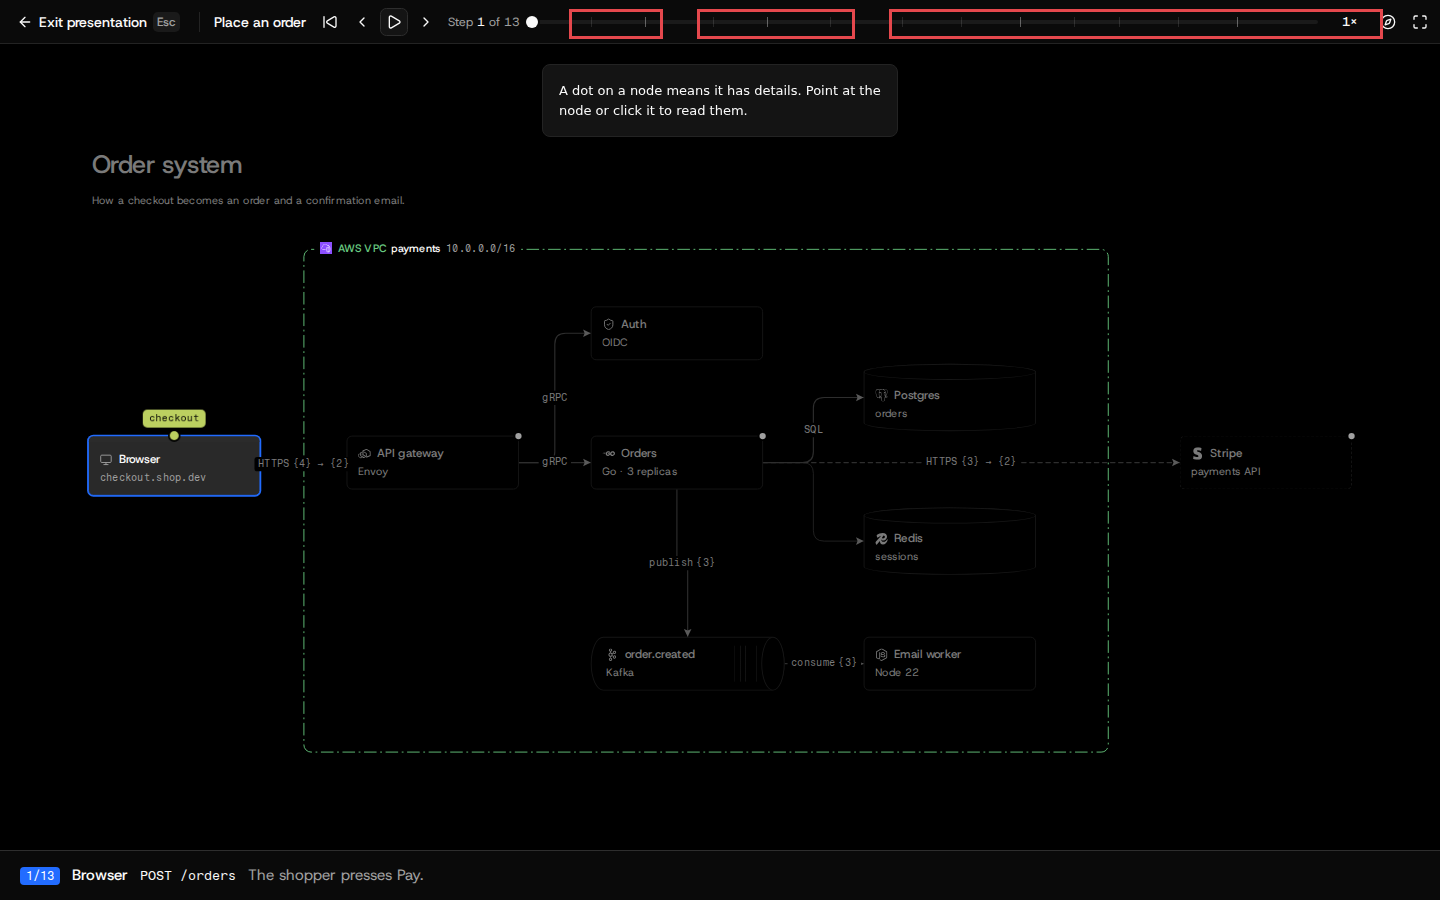 Exit presentation Esc
Place an order
Step 1 of 13
1×
A dot on a node means it has details. Point at the
node or click it to read them.
Order system
How a checkout becomes an order and a confirmation email.
AWS VPC payments 10.0.0.0/16
Auth
OIDC
gRPC
Postgres
orders
SQL
checkout
Browser
checkout.shop.dev
HTTPS {4} → {2}
API gateway
Envoy
gRPC
Orders
Go · 3 replicas
HTTPS {3} → {2}
Stripe
payments API
Redis
sessions
publish {3}
order.created
Kafka
consume {3}
Email worker
Node 22
1/13 Browser POST /orders The shopper presses Pay.